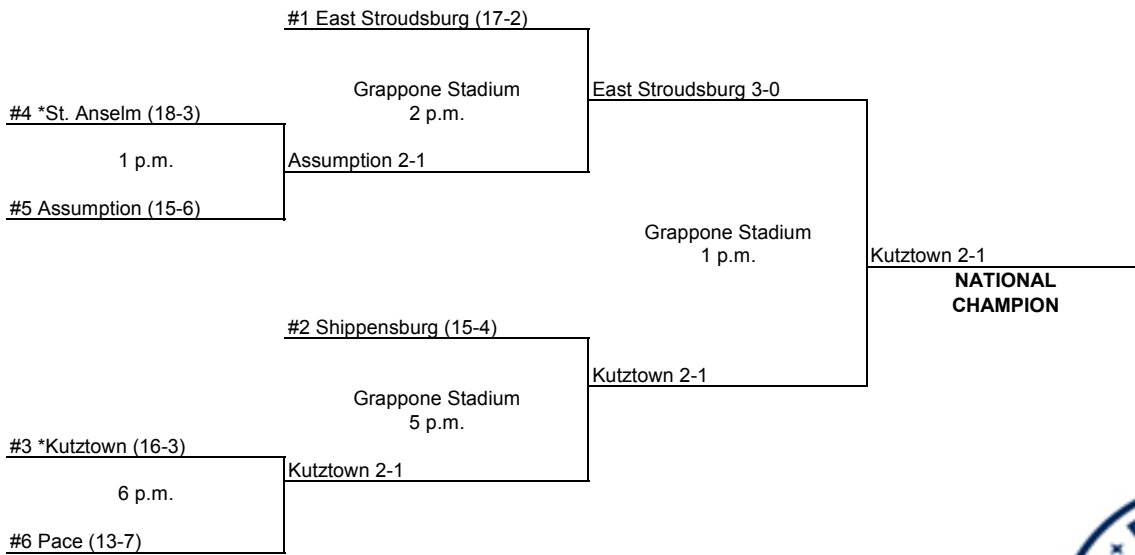 #1 East Stroudsburg (17-2)
Grappone Stadium
2 p.m.
East Stroudsburg 3-0
#4 *St. Anselm (18-3)
1 p.m.
Assumption 2-1
#5 Assumption (15-6)
Grappone Stadium
1 p.m.
Kutztown 2-1
NATIONAL
CHAMPION
#2 Shippensburg (15-4)
Kutztown 2-1
Grappone Stadium
5 p.m.
#3 *Kutztown (16-3)
Kutztown 2-1
6 p.m.
#6 Pace (13-7)